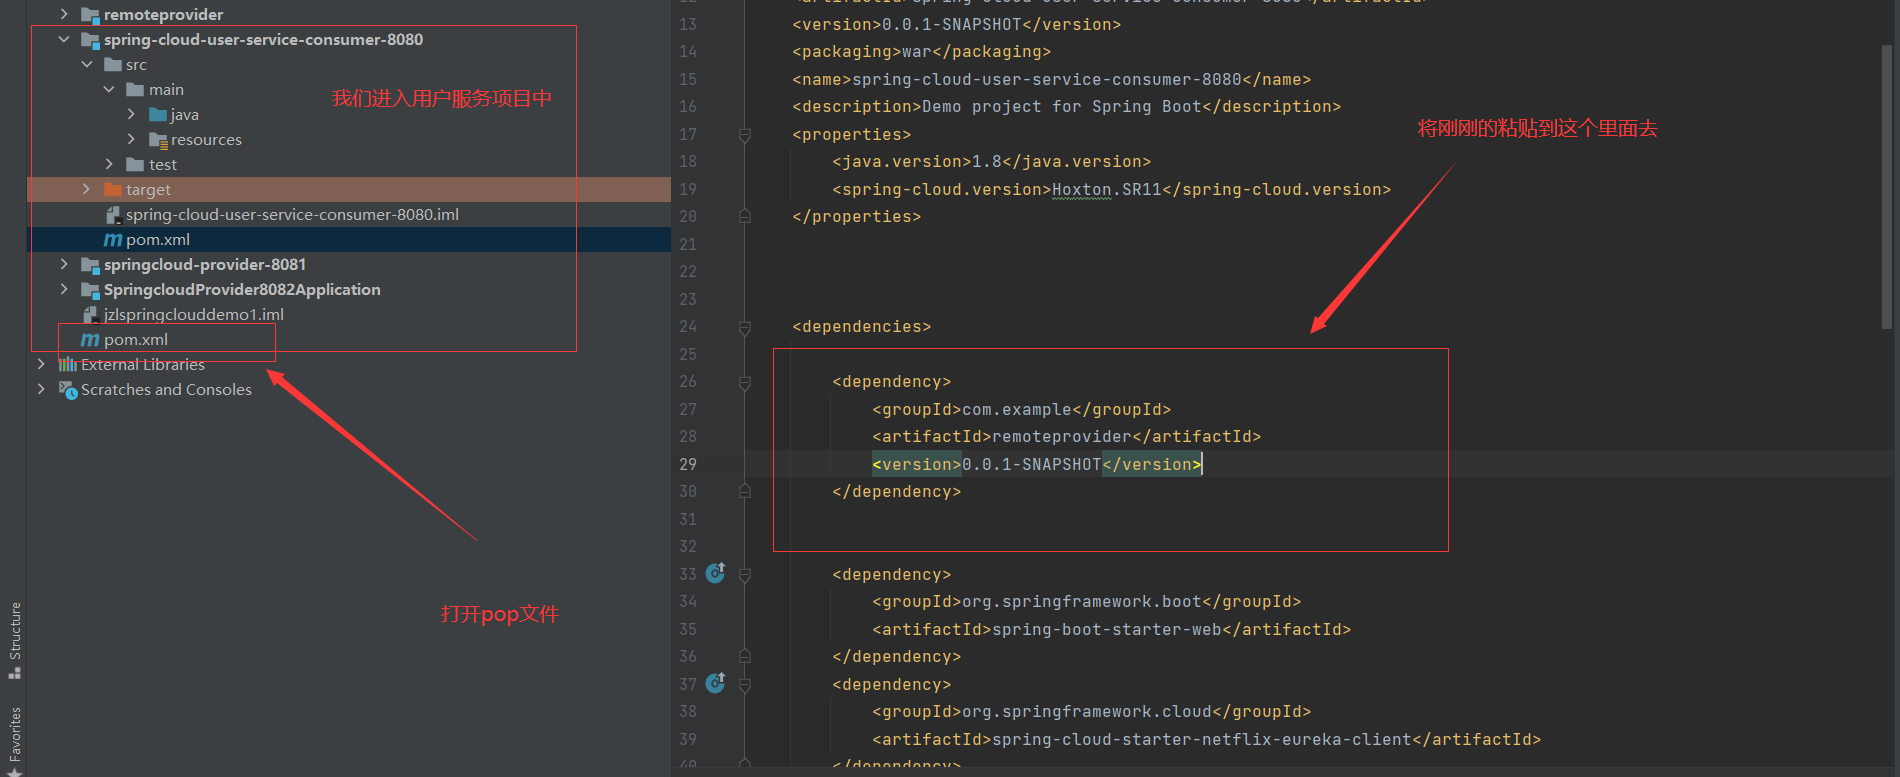 remoteprovider
spring-cloud-user-service-consumer-8080
src
main
java
resources
test
target
spring-cloud-user-service-consumer-8080.iml
pom.xml
springcloud-provider-8081
SpringcloudProvider8082Application
jzlspringclouddemo1.iml
pom.xml
External Libraries
Scratches and Consoles
我们进入用户服务项目中
打开pop文件
Structure
Favorites
<artifactId>spring-cloud-user-service-consumer-8080</artifactId>
13 <version>0.0.1-SNAPSHOT</version>
14 <packaging>war</packaging>
15 <name>spring-cloud-user-service-consumer-8080</name>
16 <description>Demo project for Spring Boot</description>
17 <properties>
18 <java.version>1.8</java.version>
19 <spring-cloud.version>Hoxton.SR11</spring-cloud.version>
20 </properties>
21
22
23
24 <dependencies>
25
26 <dependency>
27 <groupId>com.example</groupId>
28 <artifactId>remoteprovider</artifactId>
29 <version>0.0.1-SNAPSHOT</version>
30 </dependency>
31
32
33 <dependency>
34 <groupId>org.springframework.boot</groupId>
35 <artifactId>spring-boot-starter-web</artifactId>
36 </dependency>
37 <dependency>
38 <groupId>org.springframework.cloud</groupId>
39 <artifactId>spring-cloud-starter-netflix-eureka-client</artifactId>
40 </dependency>
将刚刚的粘贴到这个里面去